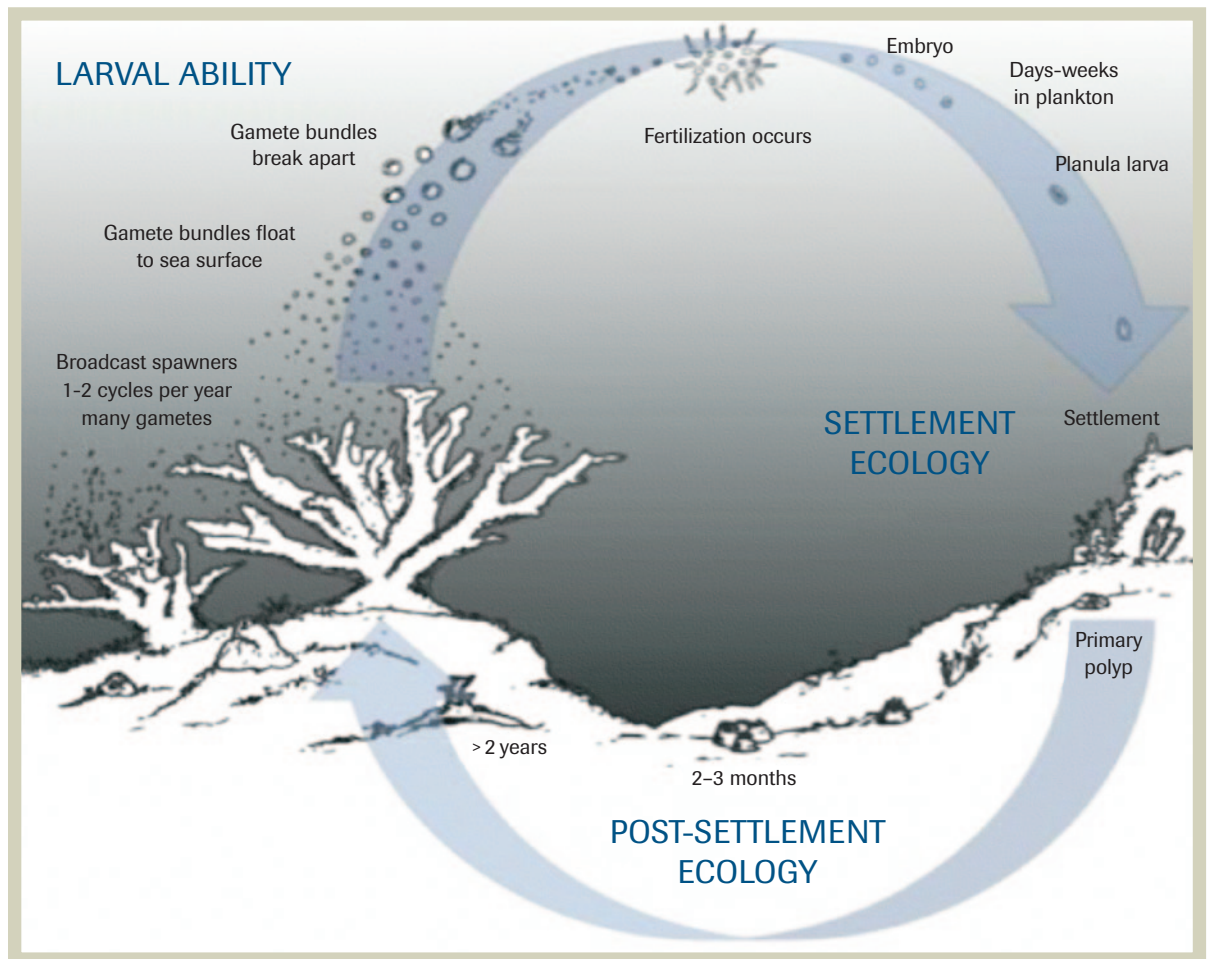 LARVAL ABILITY
Gamete bundles
break apart
Gamete bundles float
to sea surface
Broadcast spawners
1-2 cycles per year
many gametes
Fertilization occurs
Embryo
Days-weeks
in plankton
Planula larva
SETTLEMENT
ECOLOGY
Settlement
Primary
polyp
2–3 months
> 2 years
POST-SETTLEMENT
ECOLOGY